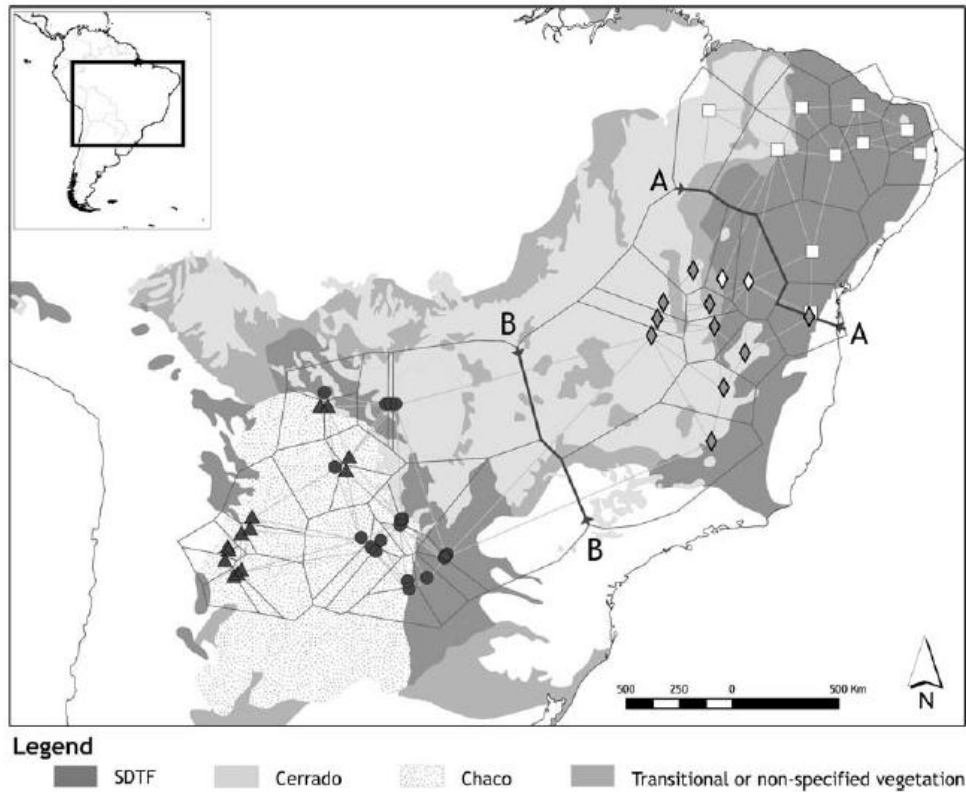 A
A
B
B
500 250 0 500 Km
N
Legend
SDTF Cerrado Chaco Transitional or non-specified vegetation